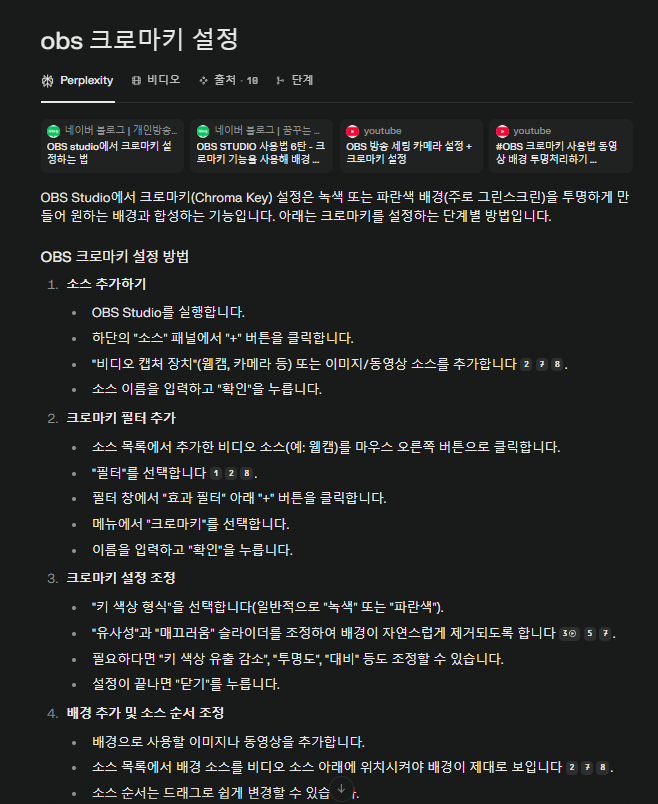 obs 크로마키 설정
Perplexity 비디오 출처 · 10 단계
네이버 블로그 | 개인방송...
OBS studio에서 크로마키 설
정하는 법
네이버 블로그 | 꿈꾸는 ...
OBS STUDIO 사용법 6탄 - 크
로마키 기능을 사용해 배경 ...
youtube
OBS 방송 세팅 카메라 설정 +
크로마키 설정
youtube
#OBS 크로마키 사용법 동영
상 배경 투명처리하기 ...
OBS Studio에서 크로마키(Chroma Key) 설정은 녹색 또는 파란색 배경(주로 그린스크린)을 투명하게 만
들어 원하는 배경과 합성하는 기능입니다. 아래는 크로마키를 설정하는 단계별 방법입니다.
OBS 크로마키 설정 방법
1. 소스 추가하기
• OBS Studio를 실행합니다.
• 하단의 "소스" 패널에서 "+" 버튼을 클릭합니다.
• "비디오 캡처 장치"(웹캠, 카메라 등) 또는 이미지/동영상 소스를 추가합니다 2 7 8 .
• 소스 이름을 입력하고 "확인"을 누릅니다.
2. 크로마키 필터 추가
• 소스 목록에서 추가한 비디오 소스(예: 웹캠)를 마우스 오른쪽 버튼으로 클릭합니다.
• "필터"를 선택합니다 1 2 8 .
• 필터 창에서 "효과 필터" 아래 "+" 버튼을 클릭합니다.
• 메뉴에서 "크로마키"를 선택합니다.
• 이름을 입력하고 "확인"을 누릅니다.
3. 크로마키 설정 조정
• "키 색상 형식"을 선택합니다(일반적으로 "녹색" 또는 "파란색").
• "유사성"과 "매끄러움" 슬라이더를 조정하여 배경이 자연스럽게 제거되도록 합니다 3 5 7 .
• 필요하다면 "키 색상 유출 감소", "투명도", "대비" 등도 조정할 수 있습니다.
• 설정이 끝나면 "닫기"를 누릅니다.
4. 배경 추가 및 소스 순서 조정
• 배경으로 사용할 이미지나 동영상을 추가합니다.
• 소스 목록에서 배경 소스를 비디오 소스 아래에 위치시켜야 배경이 제대로 보입니다 2 7 8 .
• 소스 순서는 드래그로 쉽게 변경할 수 있습